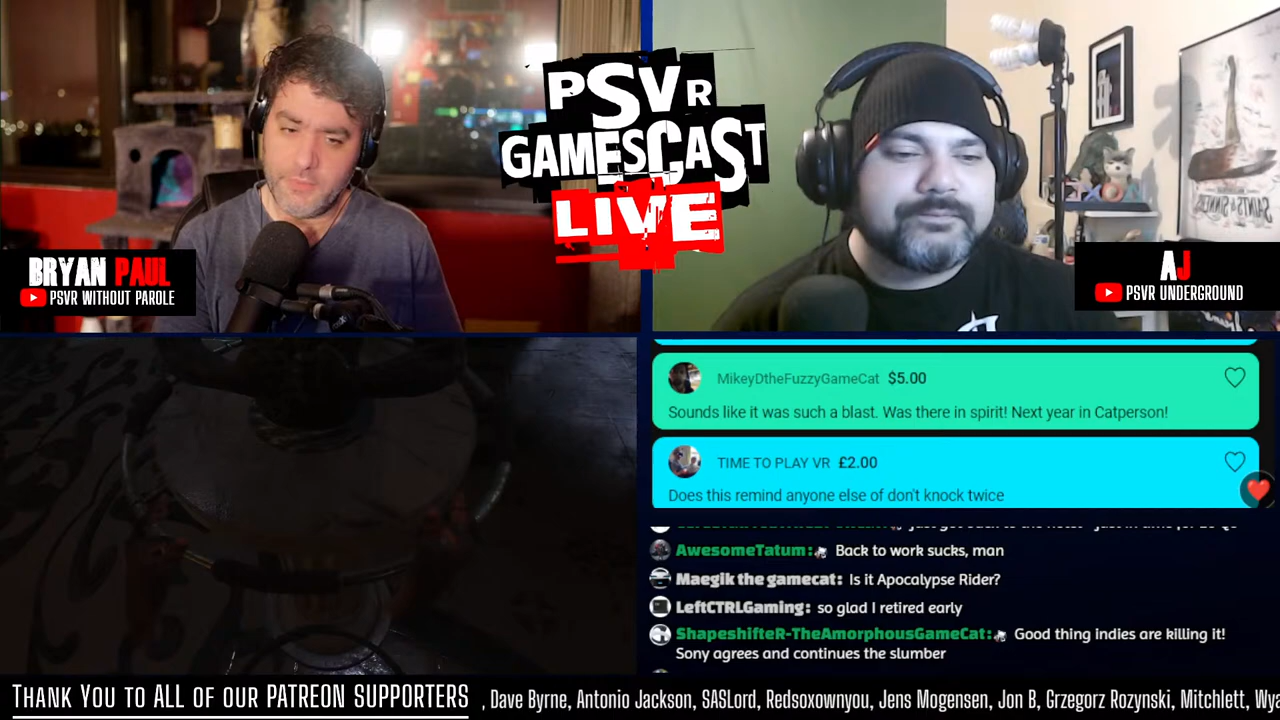 PSVR
GAMESCAST
LIVE
BRYAN PAUL
PSVR WITHOUT PAROLE
AJ
PSVR UNDERGROUND
SAINTS & SINNERS
MikeyDtheFuzzyGameCat $5.00
Sounds like it was such a blast. Was there in spirit! Next year in Catperson!
TIME TO PLAY VR £2.00
Does this remind anyone else of don't knock twice
AwesomeTatum: Back to work sucks, man
Maegik the gamecat: Is it Apocalypse Rider?
LeftCTRLGaming: so glad I retired early
ShapeshifteR-TheAmorphousGameCat: Good thing indies are killing it!
Sony agrees and continues the slumber
THANK YOU TO ALL OF OUR PATREON SUPPORTERS , Dave Byrne, Antonio Jackson, SASLord, Redsoxownyou, Jens Mogensen, Jon B, Grzegorz Rozynski, Mitchlett,